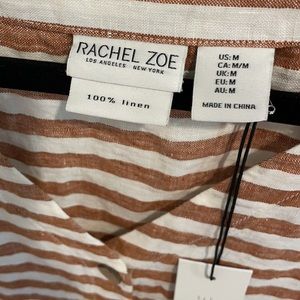 RACHEL ZOE
LOS ANGELES NEW YORK
100% linen
US: M
CA: M/M
UK: M
EU: M
AU: M
MADE IN CHINA